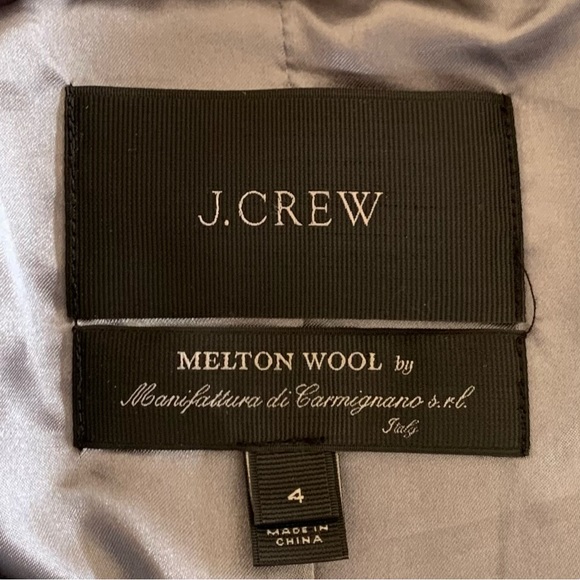 J.CREW
MELTON WOOL by
Manifattura di Carmignano s.r.l.
Italy
4
MADE IN
CHINA